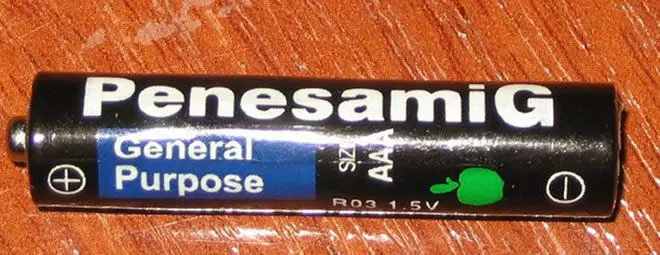 PenesamiG
General
Purpose
SIZE
AAA
R03 1.5V